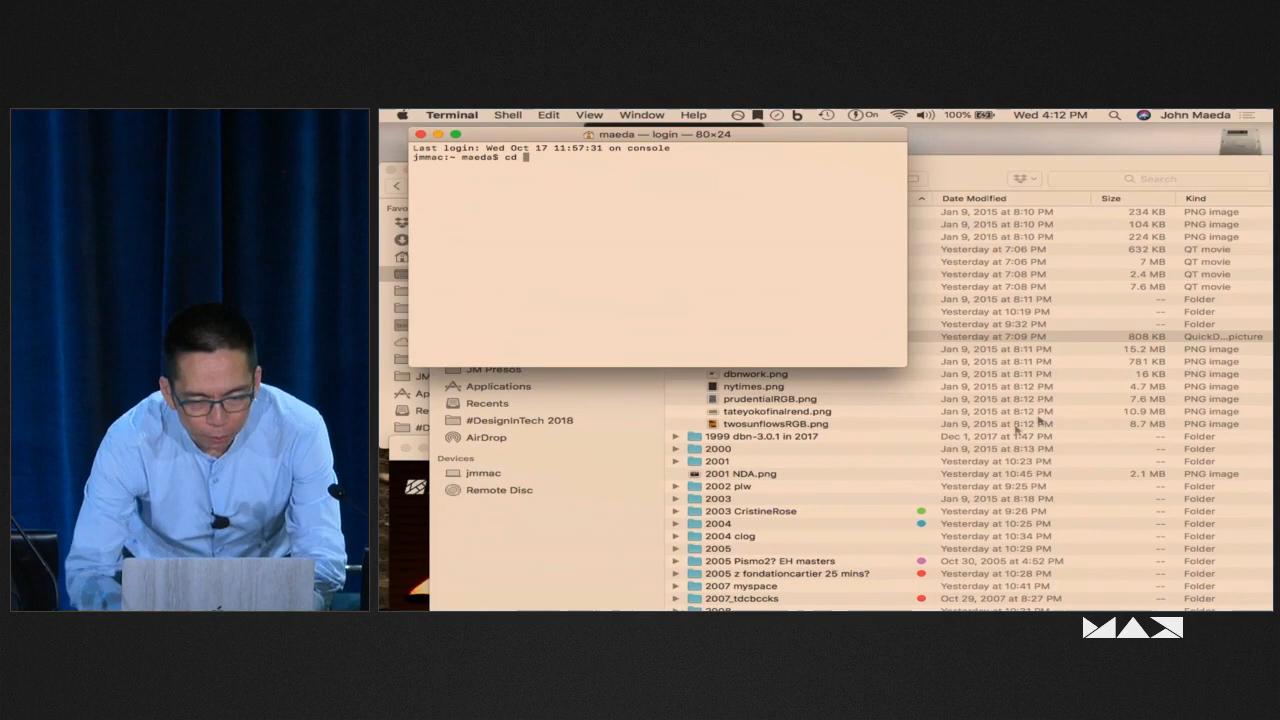 Terminal Shell Edit View Window Help On 100% Wed 4:12 PM John Maeda
maeda — login — 80×24
Last login: Wed Oct 17 11:57:31 on console
jmmac:~ maeda$ cd
Search
Favo
Date Modified Size Kind
Jan 9, 2015 at 8:10 PM 234 KB PNG image
Jan 9, 2015 at 8:10 PM 104 KB PNG image
Jan 9, 2015 at 8:10 PM 224 KB PNG image
Yesterday at 7:06 PM 632 KB QT movie
Yesterday at 7:06 PM 7 MB QT movie
Yesterday at 7:08 PM 2.4 MB QT movie
Yesterday at 7:08 PM 7.6 MB QT movie
Jan 9, 2015 at 8:11 PM -- Folder
Yesterday at 10:19 PM -- Folder
Yesterday at 9:32 PM -- Folder
Yesterday at 7:09 PM 808 KB QuickD...picture
Jan 9, 2015 at 8:11 PM 15.2 MB PNG image
Jan 9, 2015 at 8:11 PM 781 KB PNG image
dbnwork.png Jan 9, 2015 at 8:11 PM 16 KB PNG image
nytimes.png Jan 9, 2015 at 8:12 PM 4.7 MB PNG image
prudentialRGB.png Jan 9, 2015 at 8:12 PM 7.6 MB PNG image
tateyokofinalrend.png Jan 9, 2015 at 8:12 PM 10.9 MB PNG image
twosunflowsRGB.png Jan 9, 2015 at 8:12 PM 8.7 MB PNG image
1999 dbn-3.0.1 in 2017 Dec 1, 2017 at 1:47 PM -- Folder
2000 Jan 9, 2015 at 8:13 PM -- Folder
2001 Yesterday at 10:23 PM -- Folder
2001 NDA.png Yesterday at 10:45 PM 2.1 MB PNG image
2002 plw Yesterday at 9:25 PM -- Folder
2003 Jan 9, 2015 at 8:18 PM -- Folder
2003 CristineRose Yesterday at 9:26 PM -- Folder
2004 Yesterday at 10:25 PM -- Folder
2004 clog Yesterday at 10:34 PM -- Folder
2005 Yesterday at 10:29 PM -- Folder
2005 Pismo2? EH masters Oct 30, 2005 at 4:52 PM -- Folder
2005 z fondationcartier 25 mins? Yesterday at 10:28 PM -- Folder
2007 myspace Yesterday at 10:41 PM -- Folder
2007_tdcbccks Oct 29, 2007 at 8:27 PM -- Folder
JM
Ap
Re
#D
JM Presos
Applications
Recents
#DesignInTech 2018
AirDrop
Devices
jmmac
Remote Disc
MAX